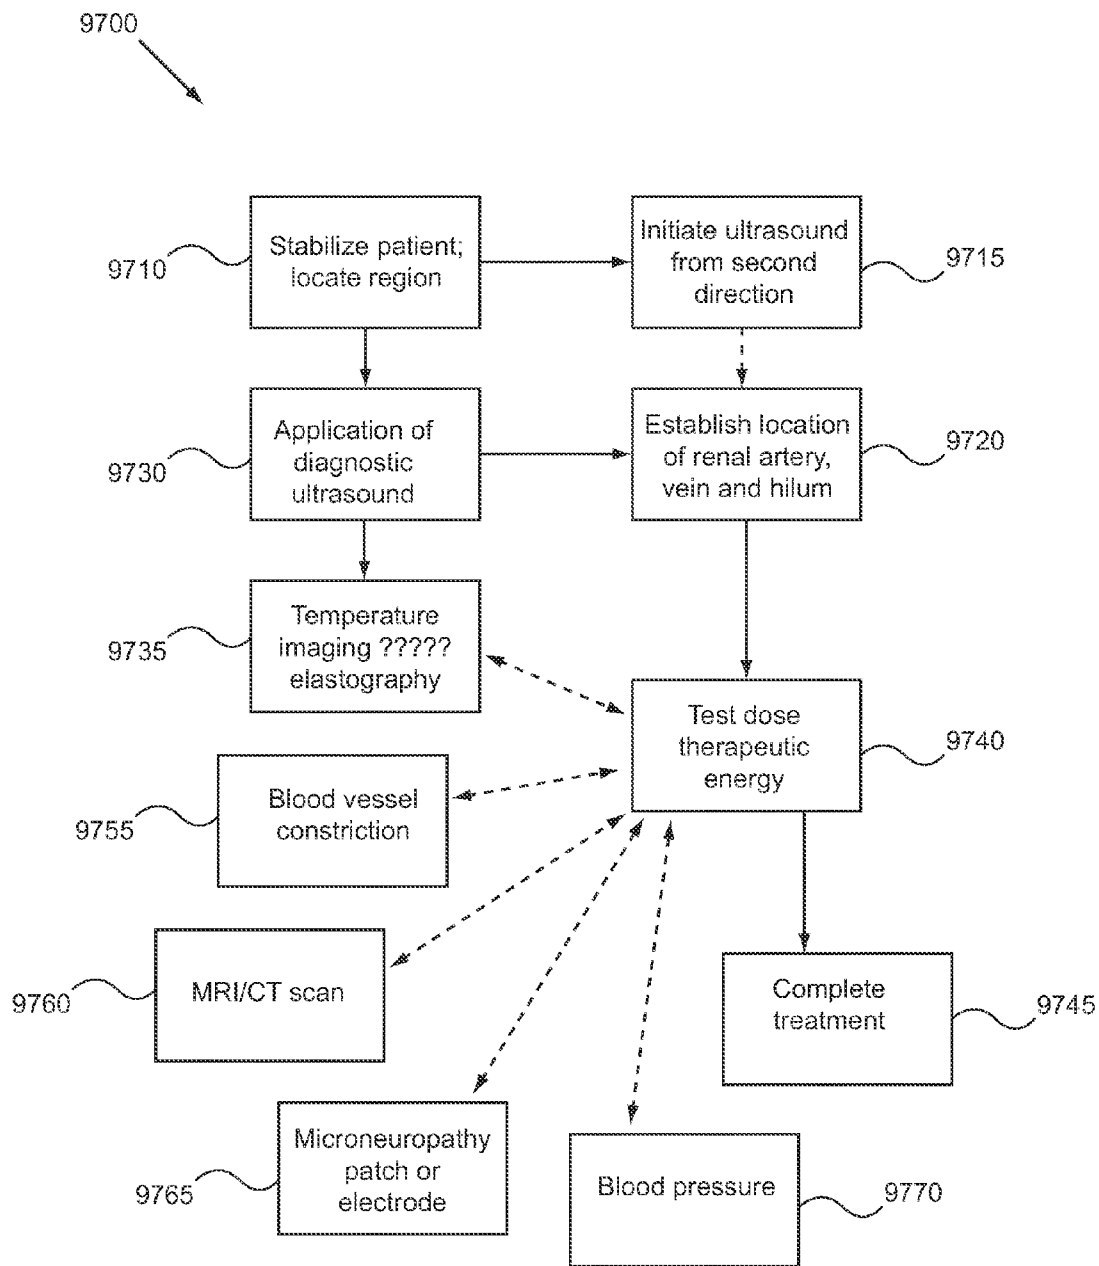 9700
Stabilize patient;
locate region
9710
Initiate ultrasound
from second
direction
9715
Application of
diagnostic
ultrasound
9730
Establish location
of renal artery,
vein and hilum
9720
Temperature
imaging ?????
elastography
9735
Test dose
therapeutic
energy
9740
Blood vessel
constriction
9755
MRI/CT scan
9760
Complete
treatment
9745
Microneuropathy
patch or
electrode
9765
Blood pressure
9770